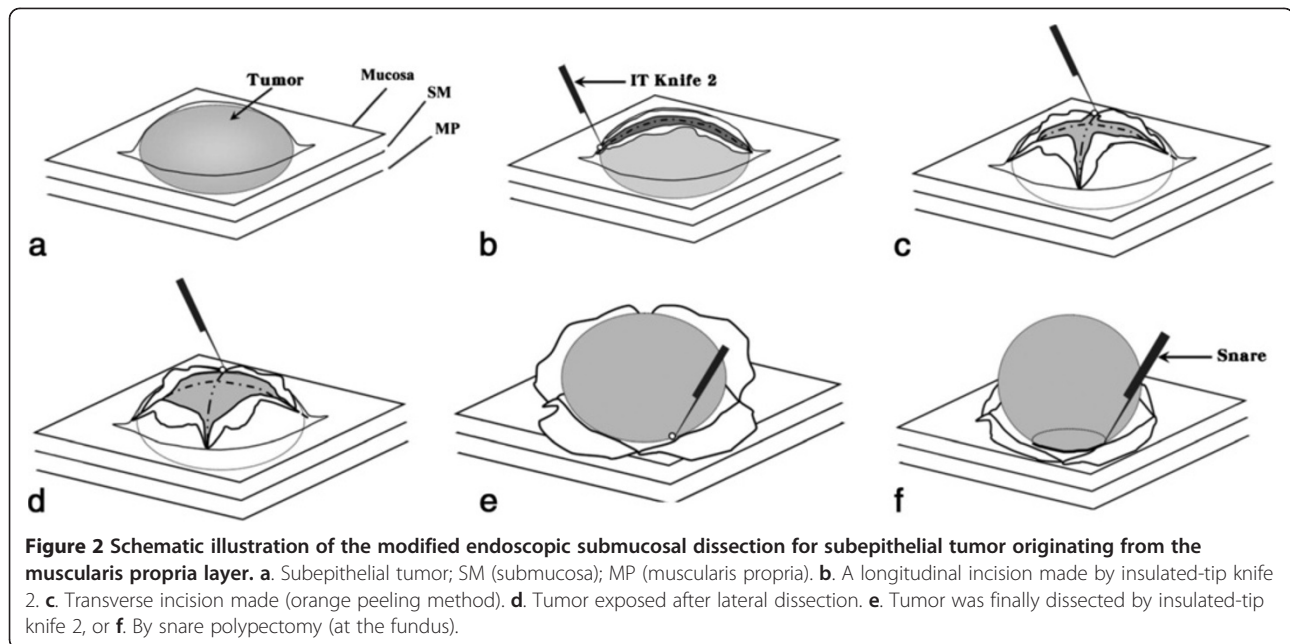 Tumor
Mucosa
SM
MP
a
IT Knife 2
b
c
d
e
Snare
f
Figure 2 Schematic illustration of the modified endoscopic submucosal dissection for subepithelial tumor originating from the
muscularis propria layer. a. Subepithelial tumor; SM (submucosa); MP (muscularis propria). b. A longitudinal incision made by insulated-tip knife
2. c. Transverse incision made (orange peeling method). d. Tumor exposed after lateral dissection. e. Tumor was finally dissected by insulated-tip
knife 2, or f. By snare polypectomy (at the fundus).